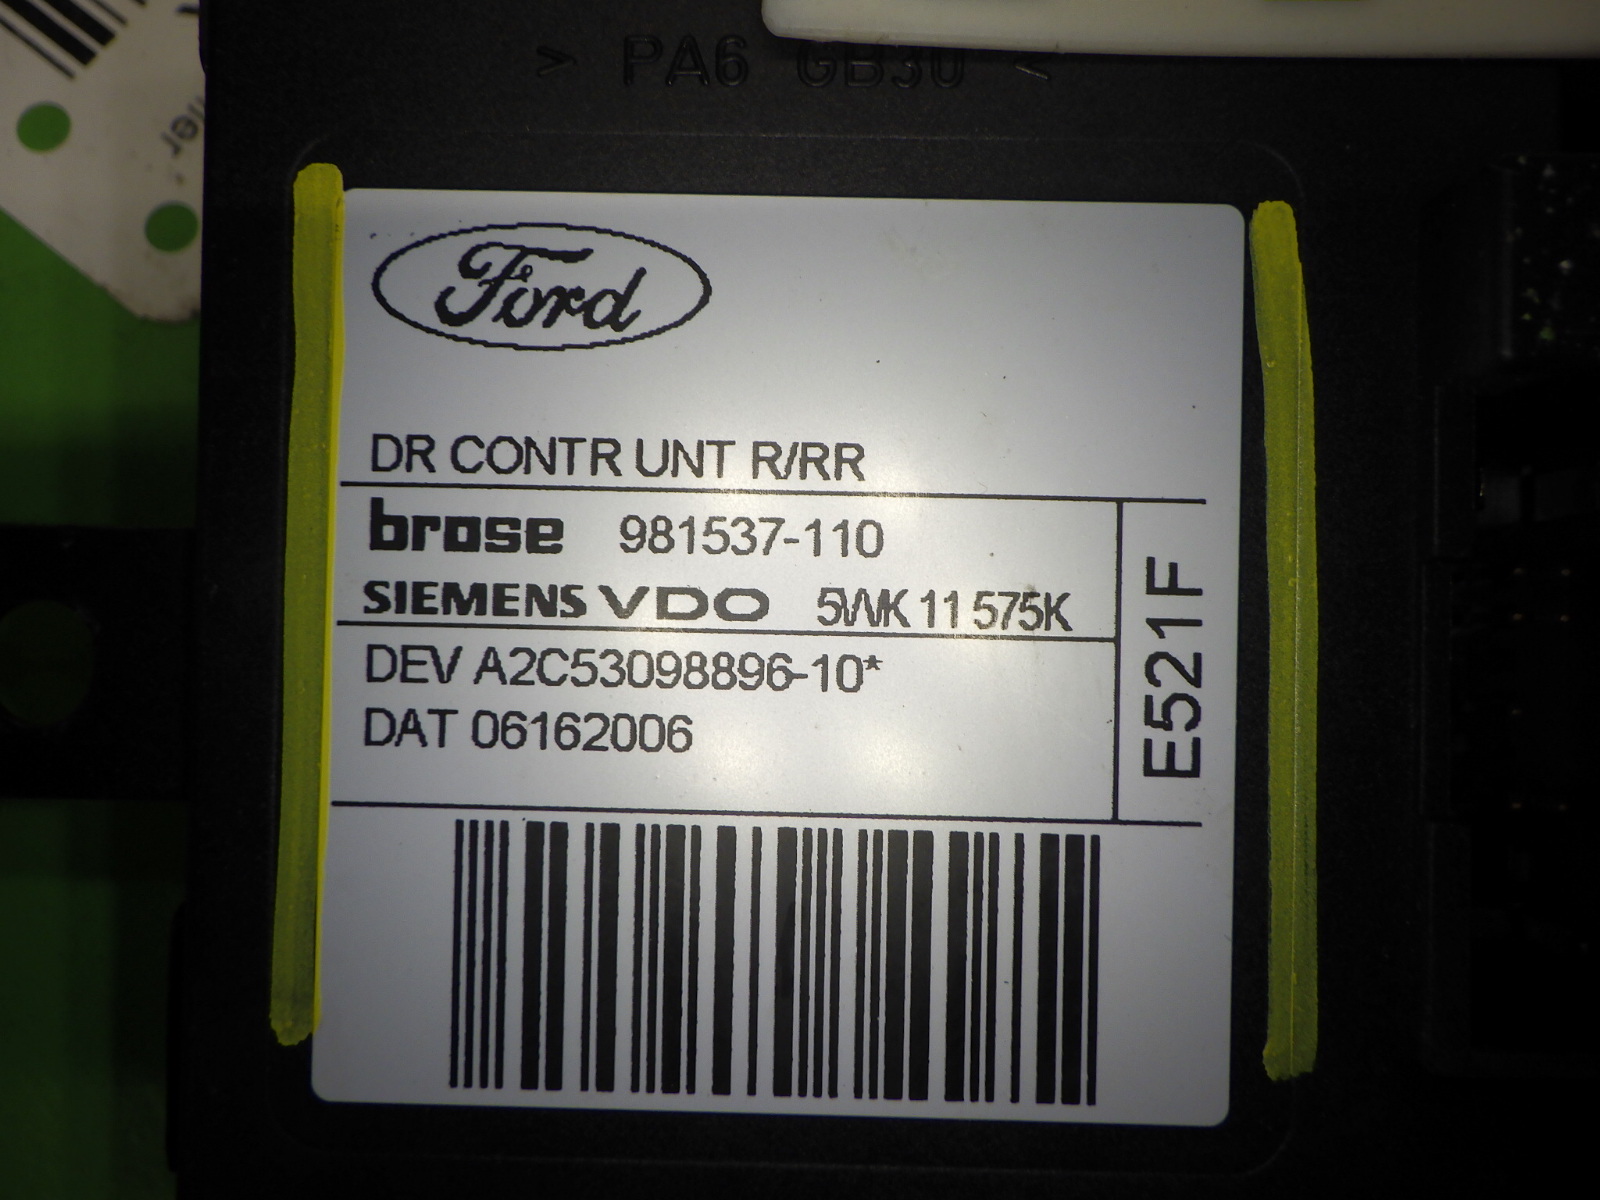 > PA6 GB30 <
Ford
DR CONTR UNT R/RR
brose 981537-110
SIEMENS VDO 5WK 11 575K
DEV A2C53098896-10*
DAT 06162006
E521F